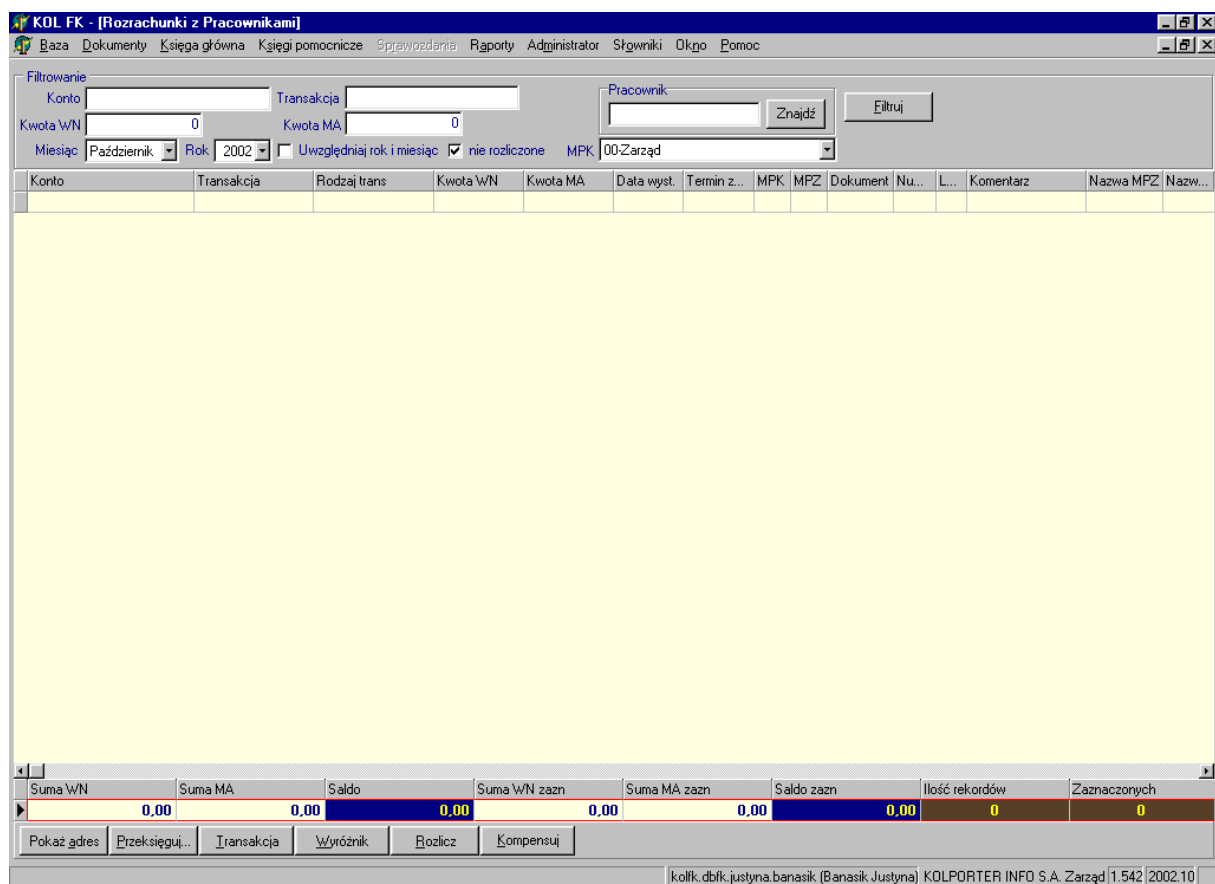 KOL FK - [Rozrachunki z Pracownikami]
Baza Dokumenty Księga główna Księgi pomocnicze Sprawozdania Raporty Administrator Słowniki Okno Pomoc
Filtrowanie
Konto Transakcja Pracownik Znajdź Filtruj
Kwota WN 0 Kwota MA 0
Miesiąc Październik Rok 2002 Uwzględniaj rok i miesiąc nie rozliczone MPK 00-Zarząd
Konto Transakcja Rodzaj trans Kwota WN Kwota MA Data wyst. Termin z... MPK MPZ Dokument Nu... L... Komentarz Nazwa MPZ Nazw...
Suma WN Suma MA Saldo Suma WN zazn Suma MA zazn Saldo zazn Ilość rekordów Zaznaczonych
0,00 0,00 0,00 0,00 0,00 0,00 0 0
Pokaż adres Przeksięguj... Transakcja Wyróżnik Rozlicz Kompensuj
kolfk.dbfk.justyna.banasik (Banasik Justyna) KOLPORTER INFO S.A. Zarząd 1.542 2002.10